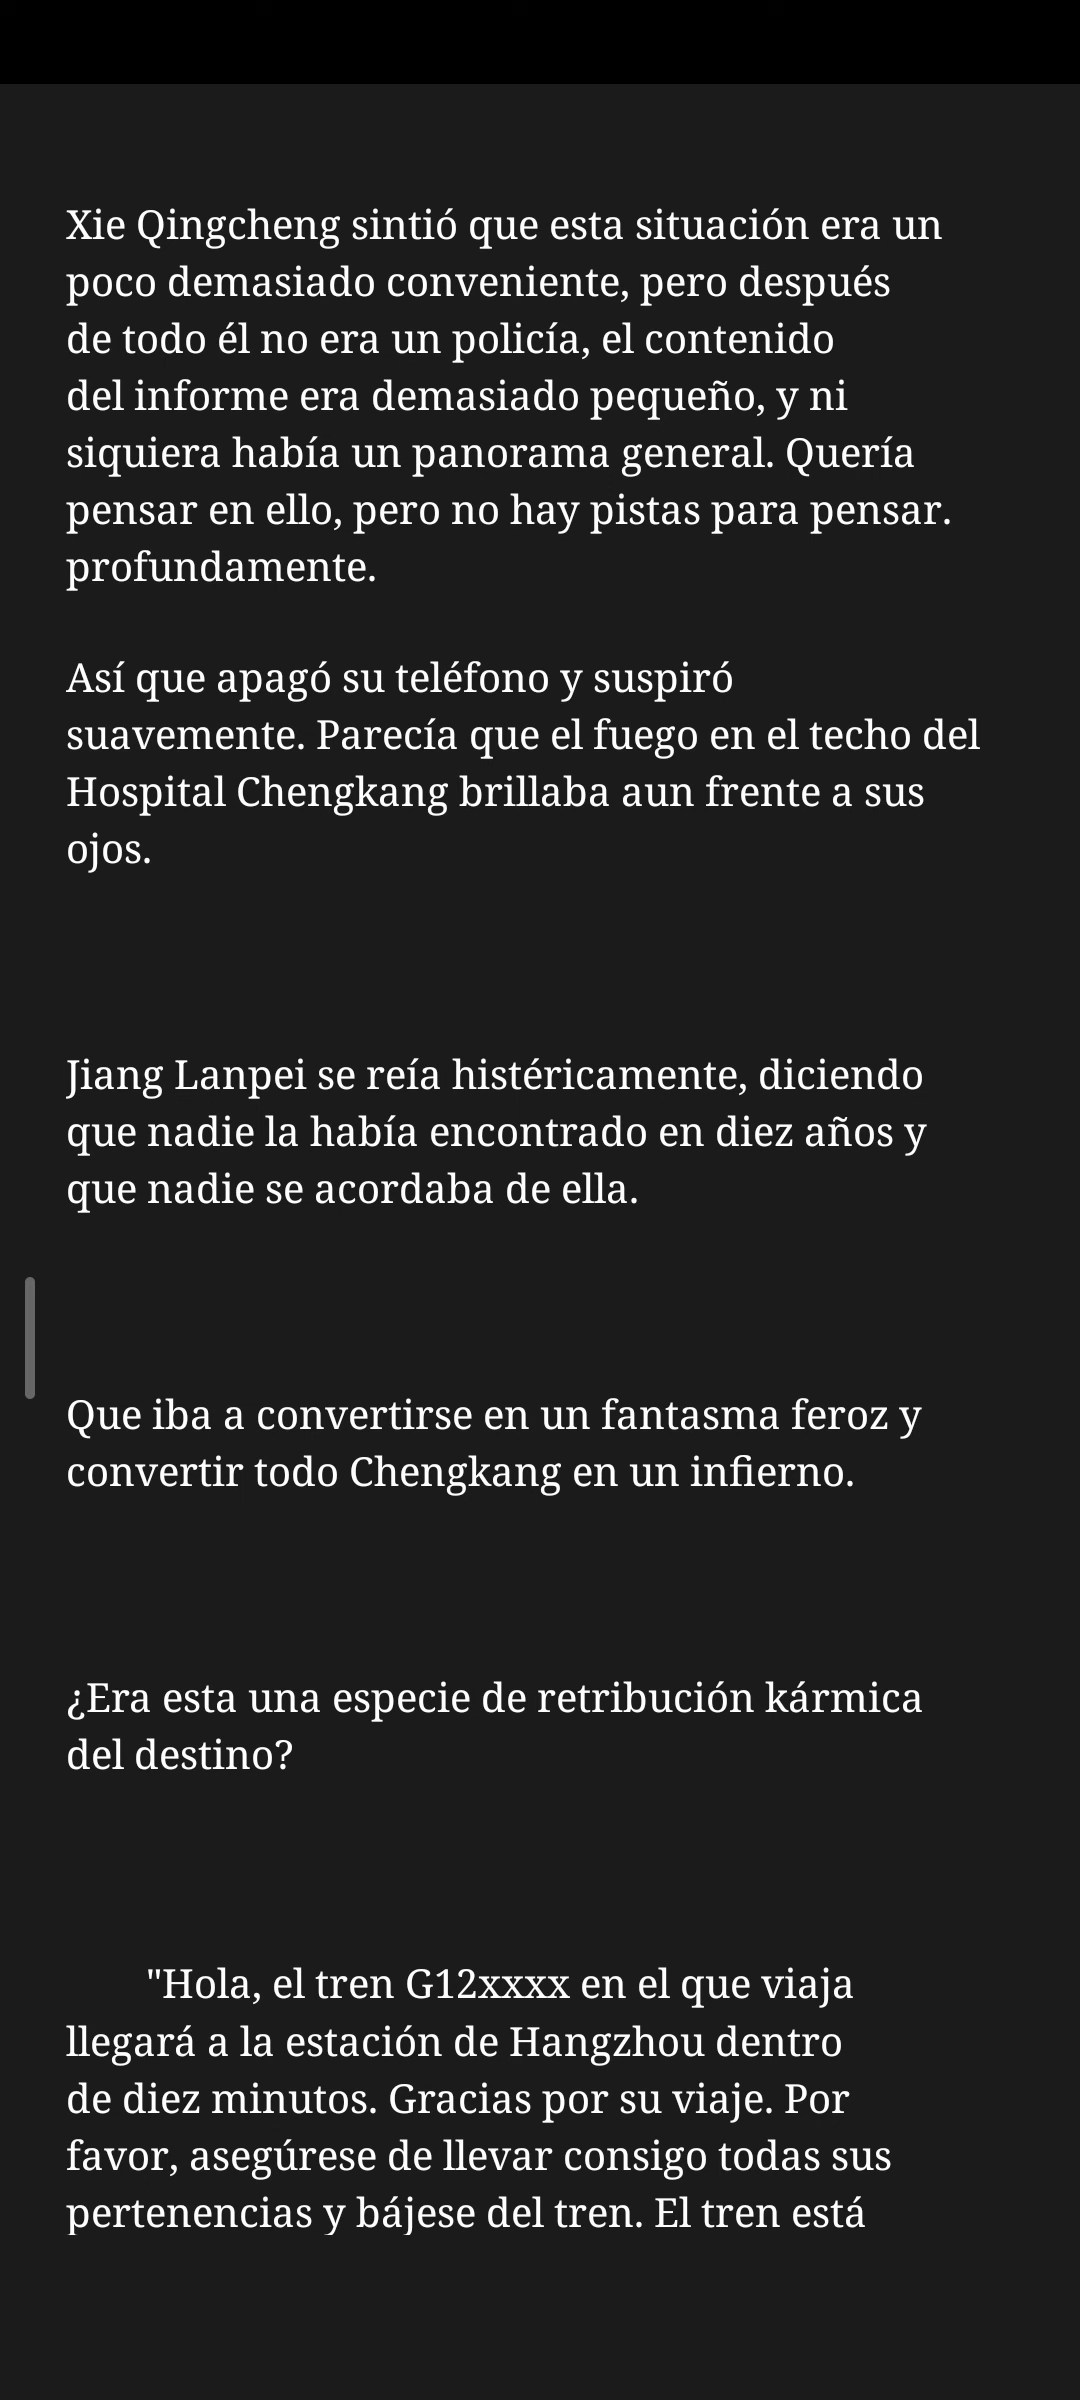 Xie Qingcheng sintió que esta situación era un
poco demasiado conveniente, pero después
de todo él no era un policía, el contenido
del informe era demasiado pequeño, y ni
siquiera había un panorama general. Quería
pensar en ello, pero no hay pistas para pensar.
profundamente.
Así que apagó su teléfono y suspiró
suavemente. Parecía que el fuego en el techo del
Hospital Chengkang brillaba aun frente a sus
ojos.
Jiang Lanpei se reía histéricamente, diciendo
que nadie la había encontrado en diez años y
que nadie se acordaba de ella.
Que iba a convertirse en un fantasma feroz y
convertir todo Chengkang en un infierno.
¿Era esta una especie de retribución kármica
del destino?
"Hola, el tren G12xxxx en el que viaja
llegará a la estación de Hangzhou dentro
de diez minutos. Gracias por su viaje. Por
favor, asegúrese de llevar consigo todas sus
pertenencias y bájese del tren. El tren está